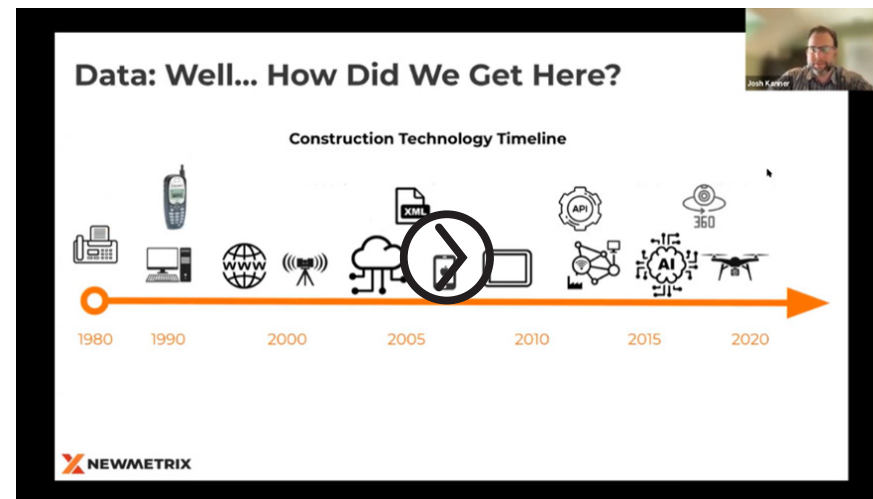 Data: Well... How Did We Get Here?
Josh Kanner
Construction Technology Timeline
XML
API
360
WWW
AI
1980 1990 2000 2005 2010 2015 2020
NEWMETRIX